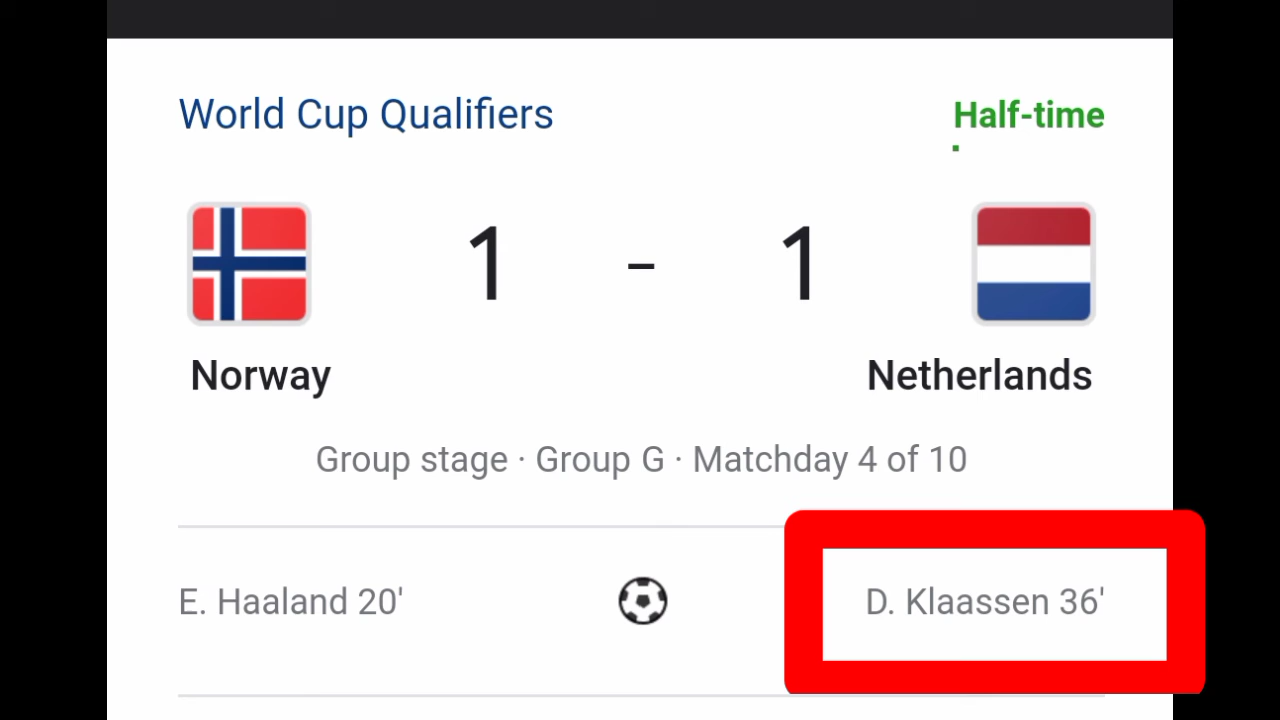 World Cup Qualifiers Half-time
1 - 1
Norway Netherlands
Group stage · Group G · Matchday 4 of 10
E. Haaland 20' D. Klaassen 36'